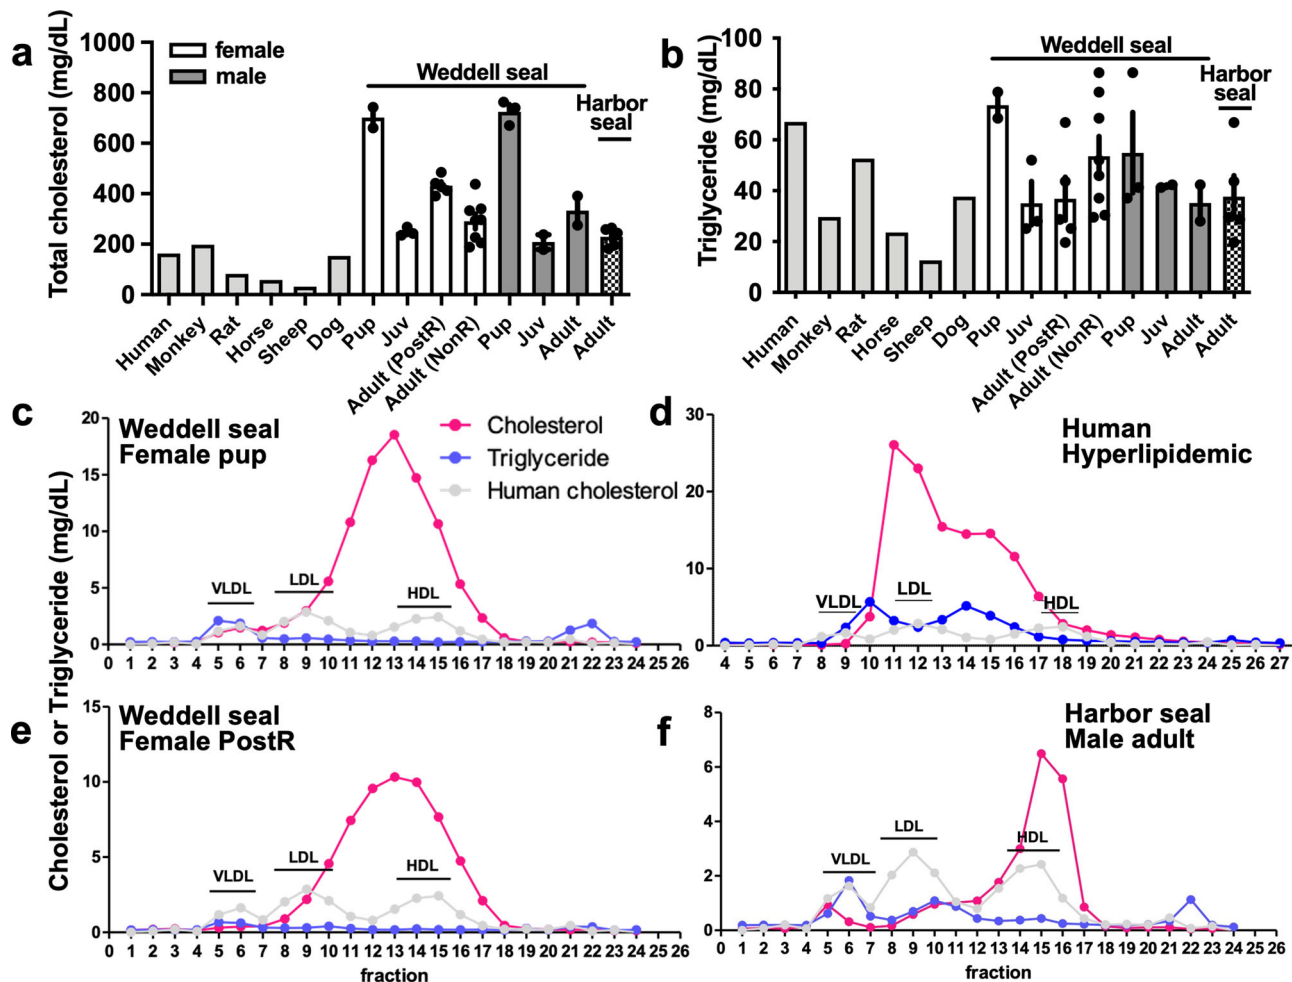 a
Total cholesterol (mg/dL)
1000
800
600
400
200
0
female
male
Weddell seal
Harbor
seal
Human
Monkey
Rat
Horse
Sheep
Dog
Pup
Juv
Adult (PostR)
Adult (NonR)
Pup
Juv
Adult
Adult
b
Triglyceride (mg/dL)
100
80
60
40
20
0
Weddell seal
Harbor
seal
Human
Monkey
Rat
Horse
Sheep
Dog
Pup
Juv
Adult (PostR)
Adult (NonR)
Pup
Juv
Adult
Adult
Cholesterol or Triglyceride (mg/dL)
c
Weddell seal
Female pup
Cholesterol
Triglyceride
Human cholesterol
20
15
10
5
0
VLDL
LDL
HDL
0 1 2 3 4 5 6 7 8 9 10 11 12 13 14 15 16 17 18 19 20 21 22 23 24 25 26
d
Human
Hyperlipidemic
30
20
10
0
VLDL
LDL
HDL
4 5 6 7 8 9 10 11 12 13 14 15 16 17 18 19 20 21 22 23 24 25 26 27
e
Weddell seal
Female PostR
15
10
5
0
VLDL
LDL
HDL
0 1 2 3 4 5 6 7 8 9 10 11 12 13 14 15 16 17 18 19 20 21 22 23 24 25 26
fraction
f
Harbor seal
Male adult
8
6
4
2
0
VLDL
LDL
HDL
0 1 2 3 4 5 6 7 8 9 10 11 12 13 14 15 16 17 18 19 20 21 22 23 24 25 26
fraction